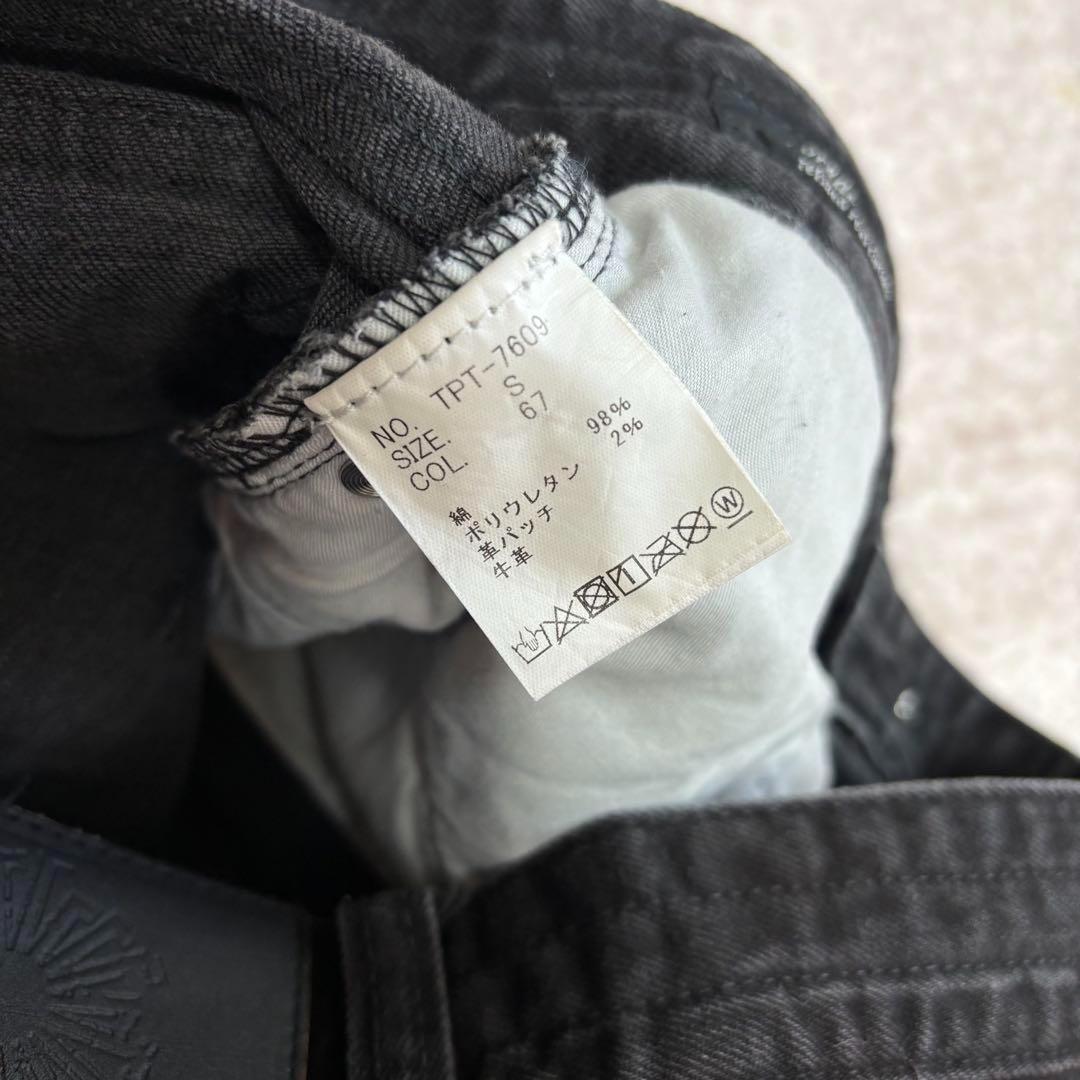 NO. TPT-7609
SIZE. S
COL. 67
綿 98%
ポリウレタン 2%
革パッチ
牛革
W